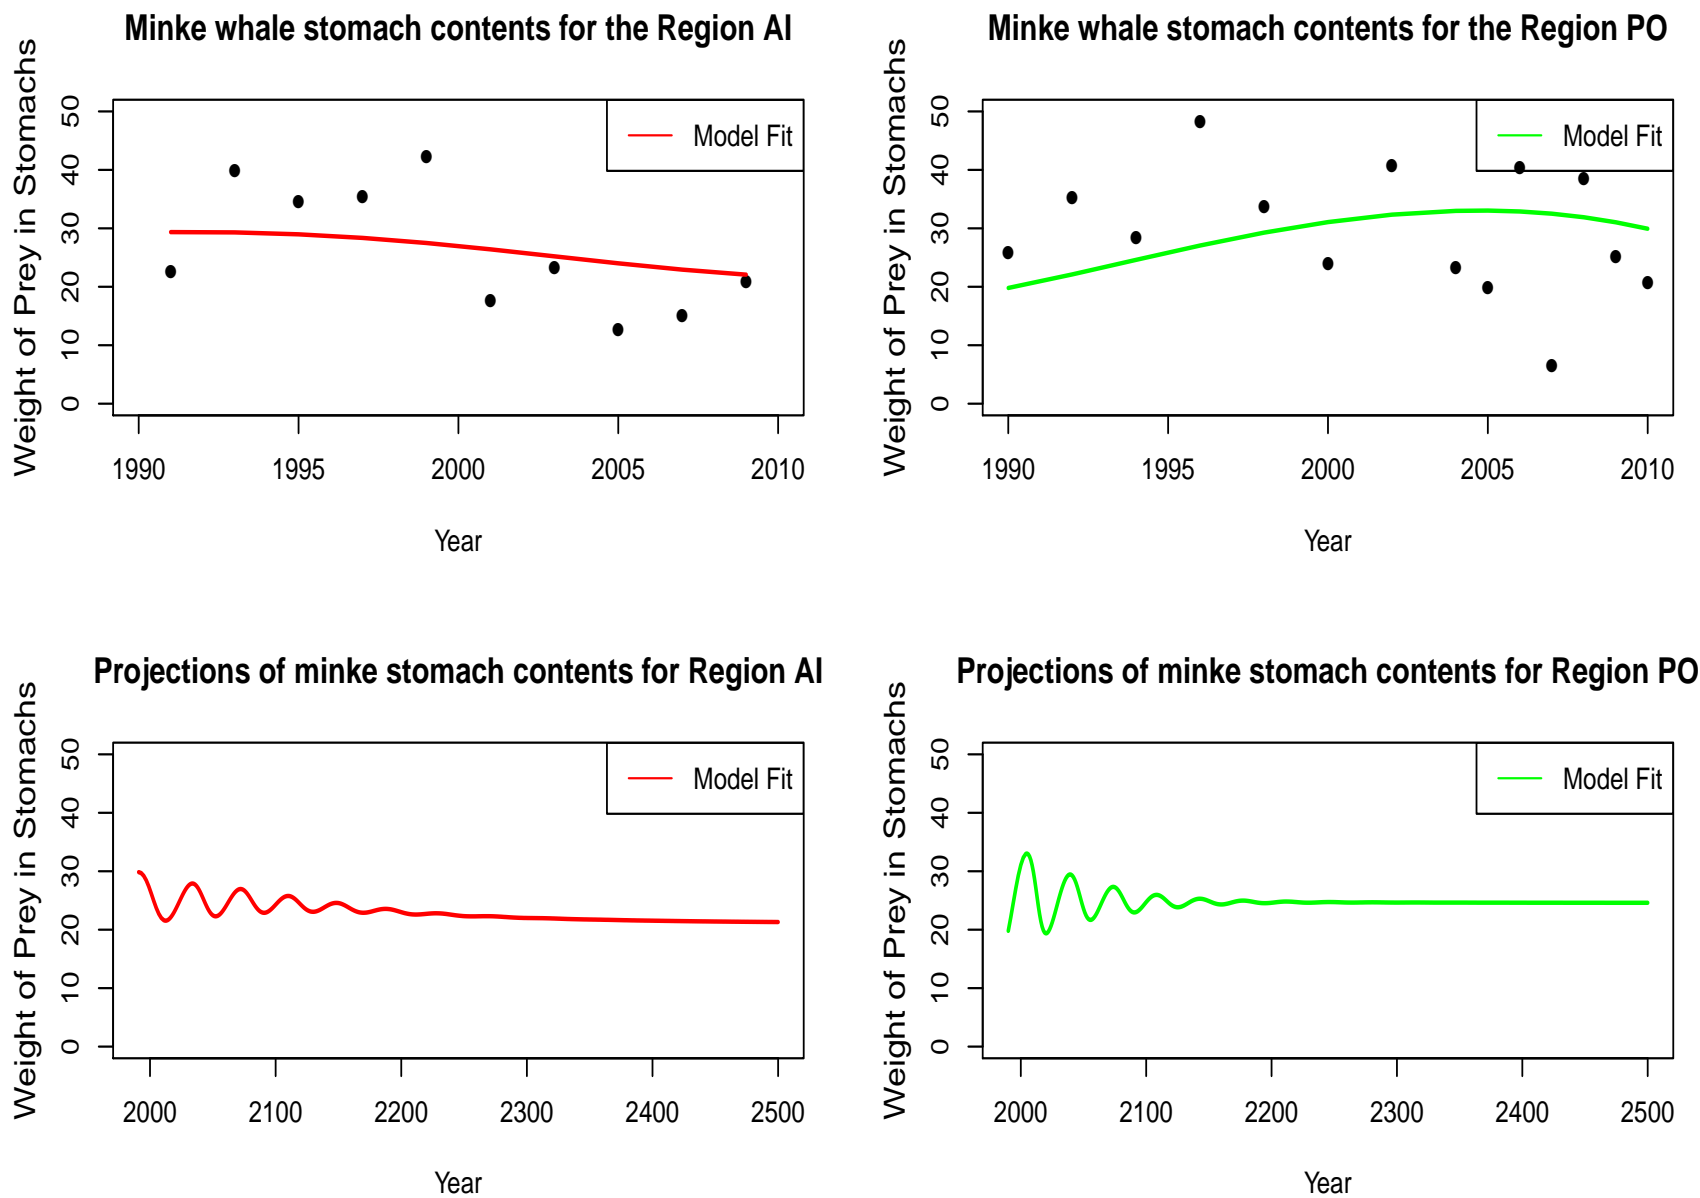 Minke whale stomach contents for the Region AI
Weight of Prey in Stomachs
50
40
30
20
10
0
Model Fit
1990 1995 2000 2005 2010
Year
Minke whale stomach contents for the Region PO
Weight of Prey in Stomachs
50
40
30
20
10
0
Model Fit
1990 1995 2000 2005 2010
Year
Projections of minke stomach contents for Region AI
Weight of Prey in Stomachs
50
40
30
20
10
0
Model Fit
2000 2100 2200 2300 2400 2500
Year
Projections of minke stomach contents for Region PO
Weight of Prey in Stomachs
50
40
30
20
10
0
Model Fit
2000 2100 2200 2300 2400 2500
Year